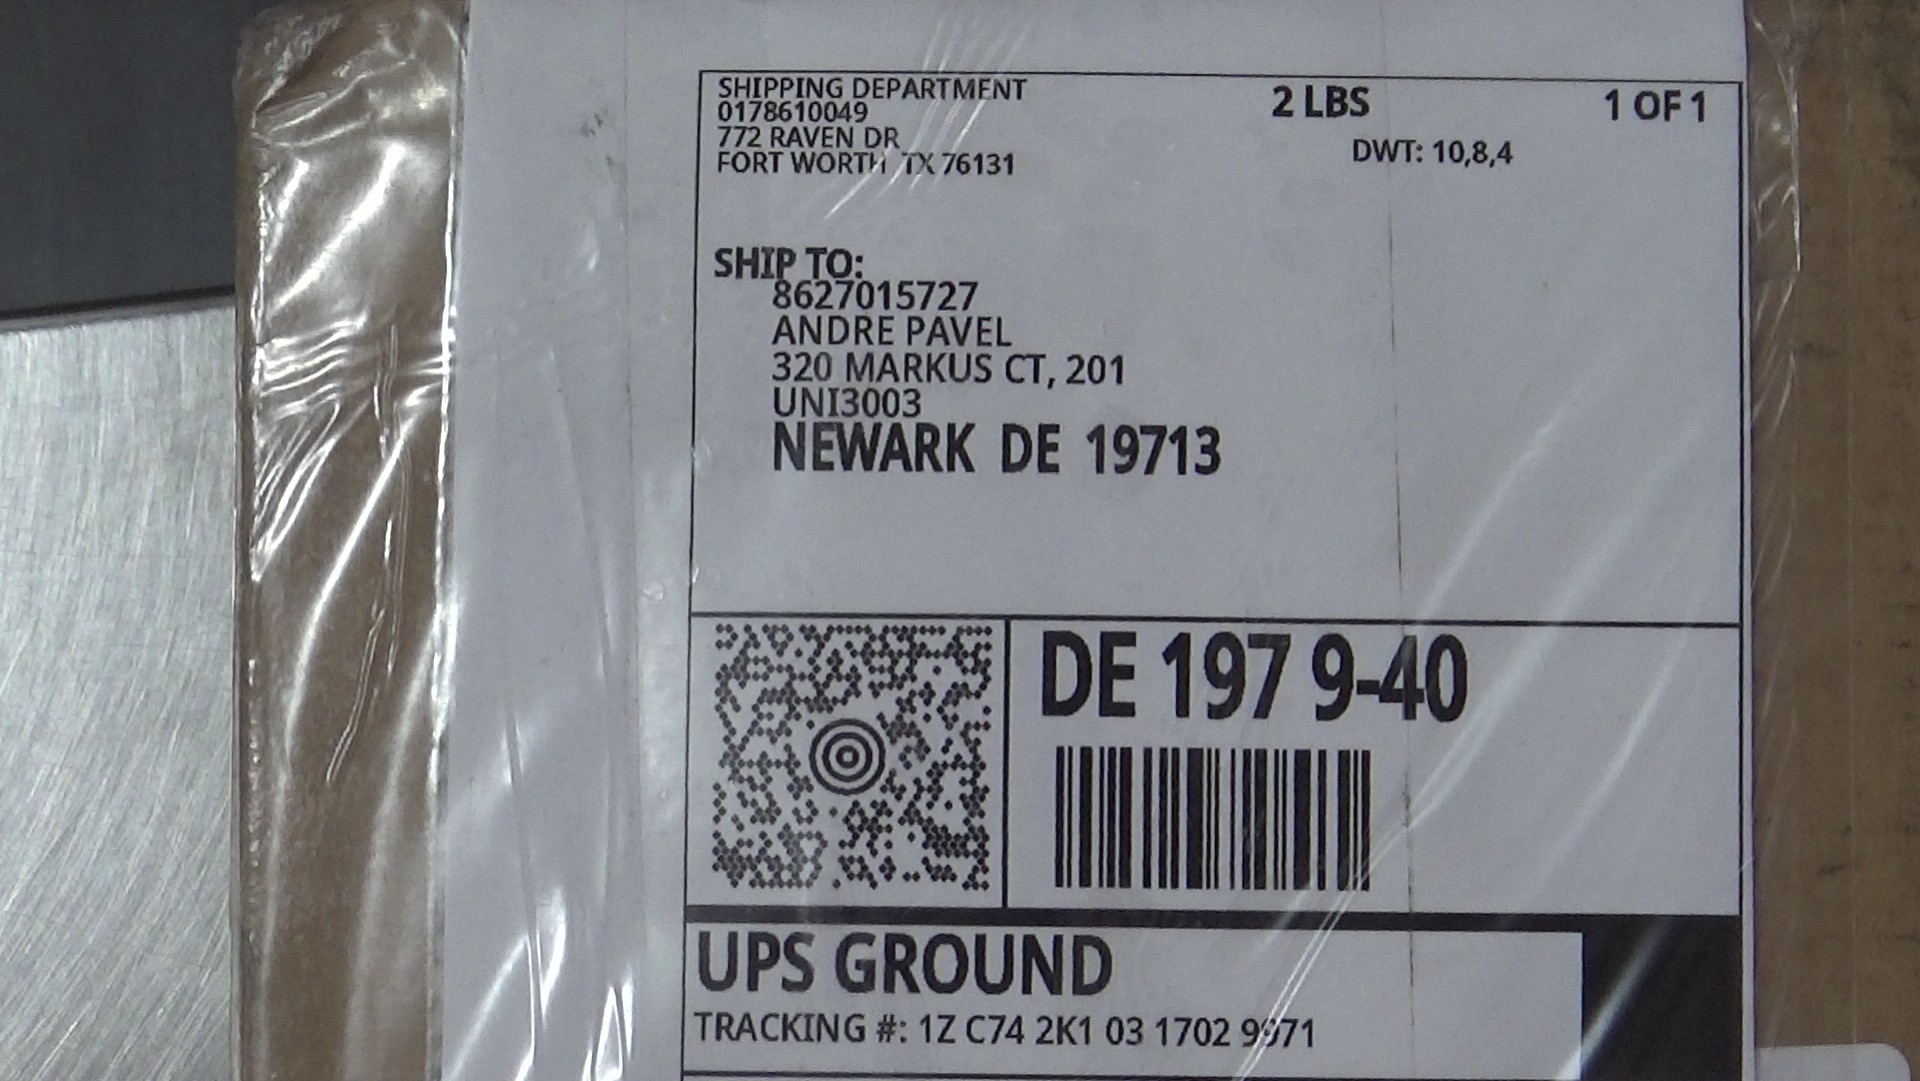 SHIPPING DEPARTMENT
0178610049
772 RAVEN DR
FORT WORTH TX 76131
2 LBS
1 OF 1
DWT: 10,8,4
SHIP TO:
8627015727
ANDRE PAVEL
320 MARKUS CT, 201
UNI3003
NEWARK DE 19713
DE 197 9-40
UPS GROUND
TRACKING #: 1Z C74 2K1 03 1702